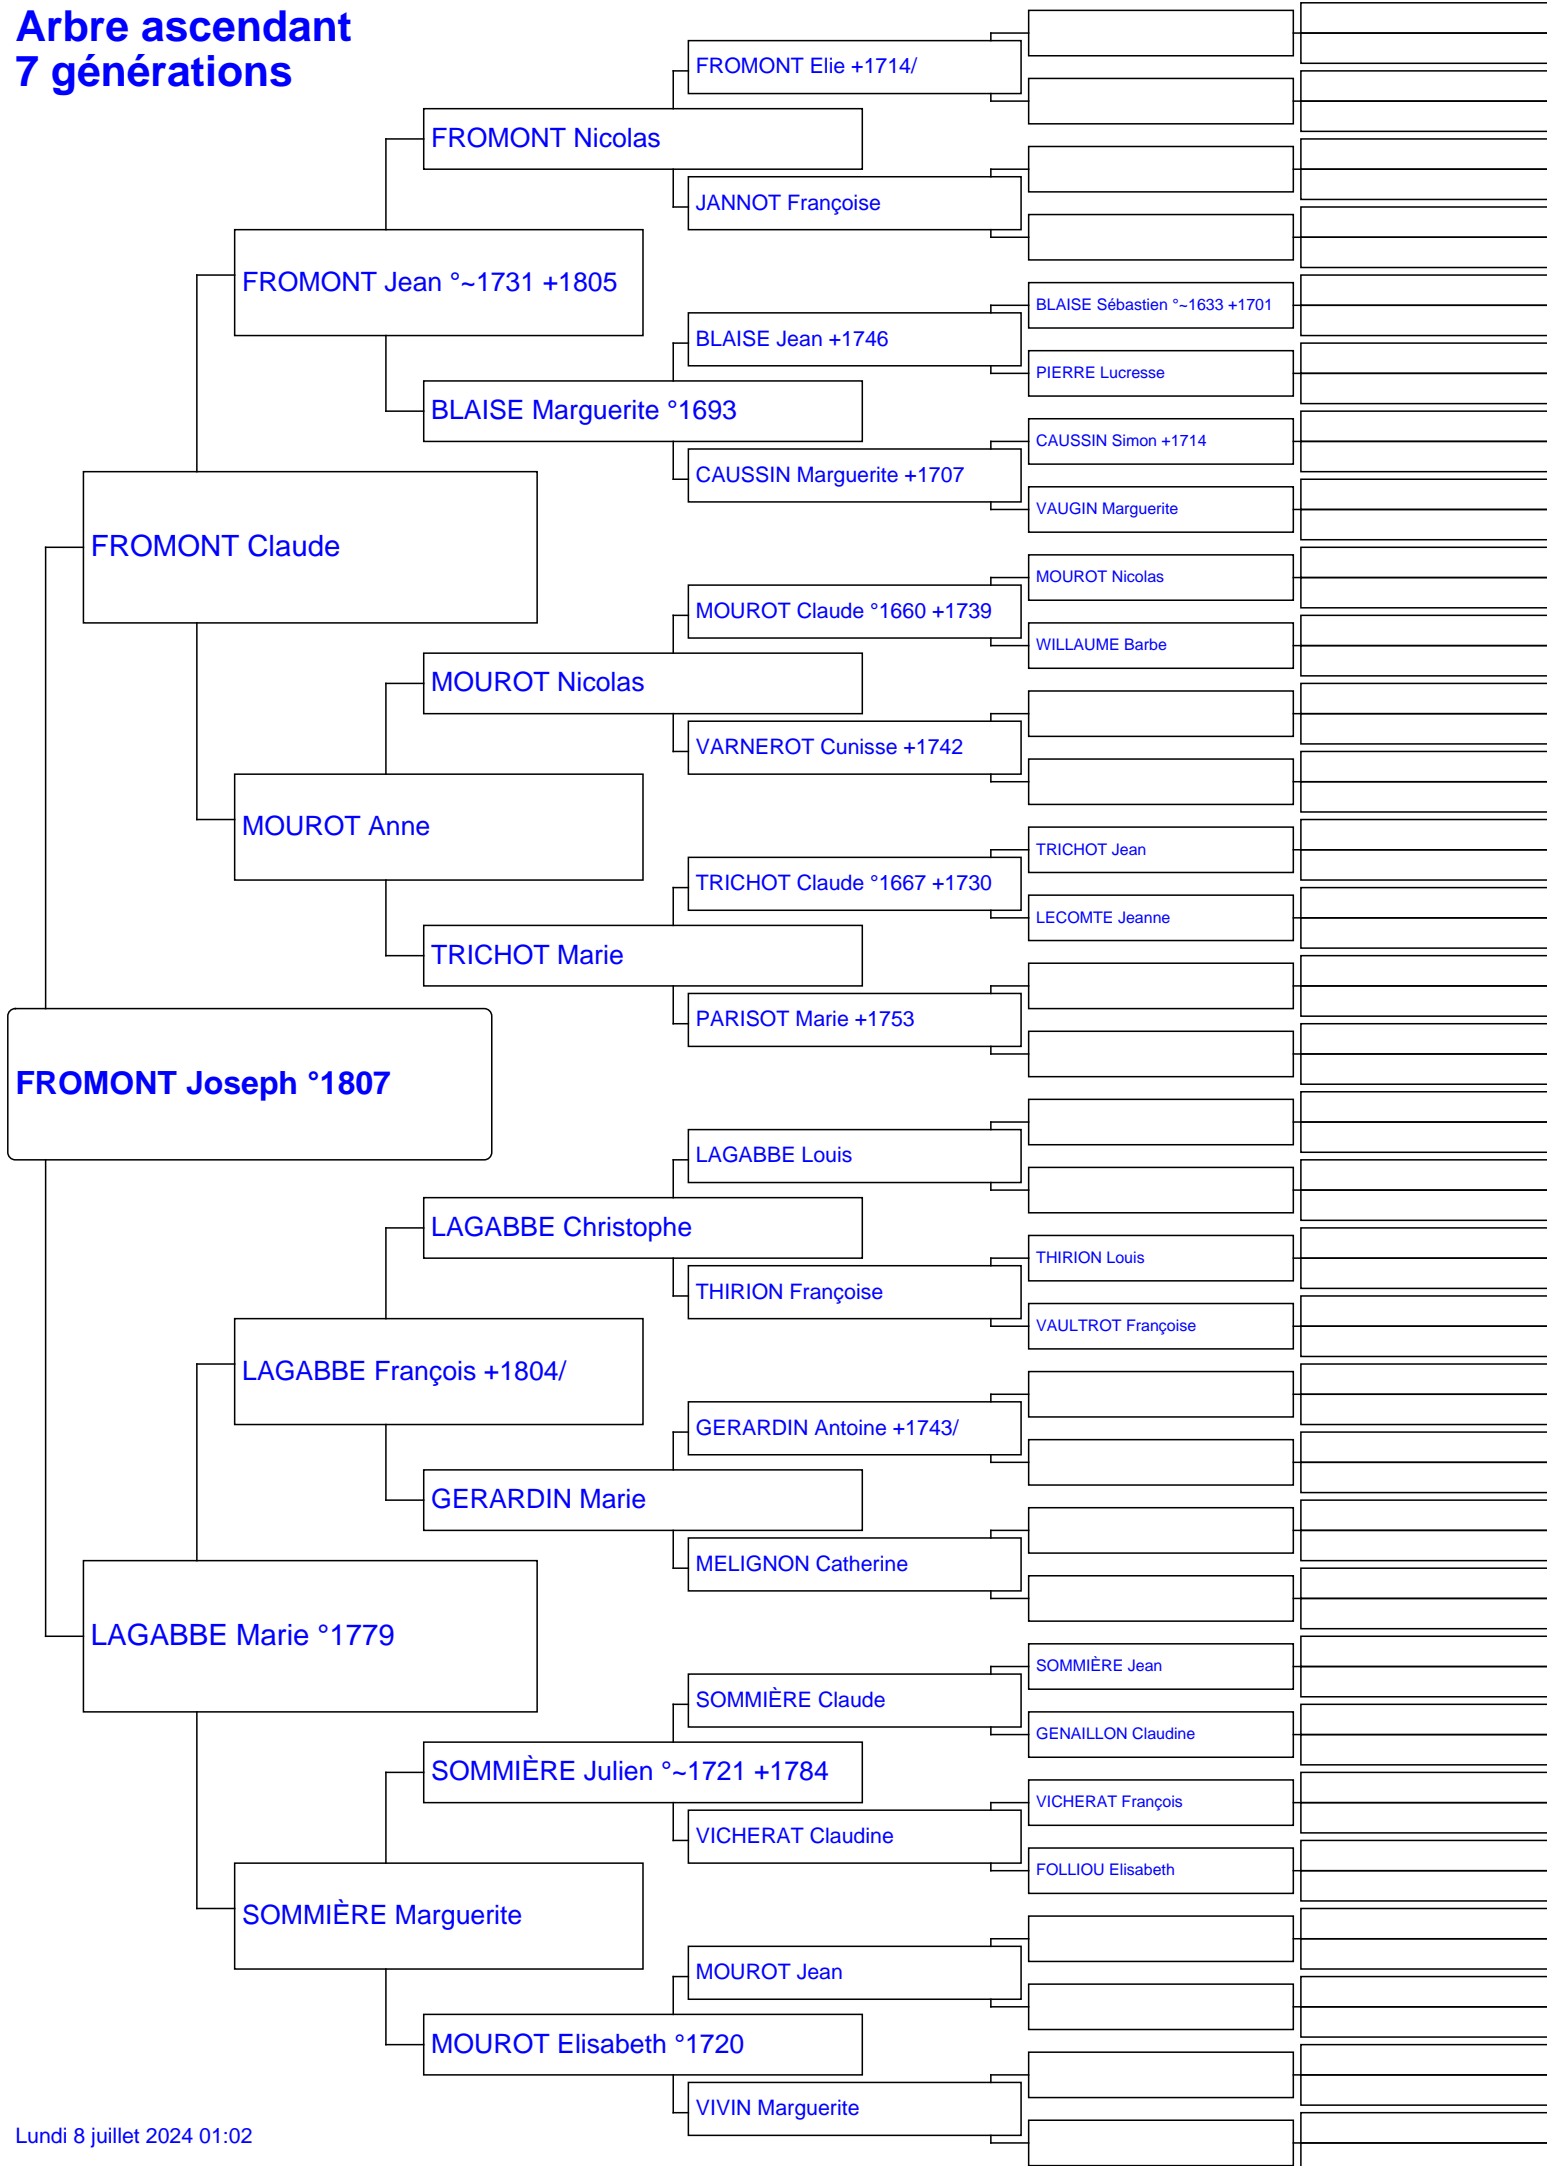 Arbre ascendant
7 générations
FROMONT Elie +1714/
FROMONT Nicolas
JANNOT Françoise
FROMONT Jean °~1731 +1805
BLAISE Sébastien °~1633 +1701
BLAISE Jean +1746
PIERRE Lucresse
BLAISE Marguerite °1693
CAUSSIN Simon +1714
CAUSSIN Marguerite +1707
VAUGIN Marguerite
FROMONT Claude
MOUROT Nicolas
MOUROT Claude °1660 +1739
WILLAUME Barbe
MOUROT Nicolas
VARNEROT Cunisse +1742
MOUROT Anne
TRICHOT Jean
TRICHOT Claude °1667 +1730
LECOMTE Jeanne
TRICHOT Marie
PARISOT Marie +1753
FROMONT Joseph °1807
LAGABBE Louis
LAGABBE Christophe
THIRION Louis
THIRION Françoise
VAULTROT Françoise
LAGABBE François +1804/
GERARDIN Antoine +1743/
GERARDIN Marie
MELIGNON Catherine
LAGABBE Marie °1779
SOMMIÈRE Jean
SOMMIÈRE Claude
GENAILLON Claudine
SOMMIÈRE Julien °~1721 +1784
VICHERAT François
VICHERAT Claudine
FOLLIOU Elisabeth
SOMMIÈRE Marguerite
MOUROT Jean
MOUROT Elisabeth °1720
VIVIN Marguerite
Lundi 8 juillet 2024 01:02